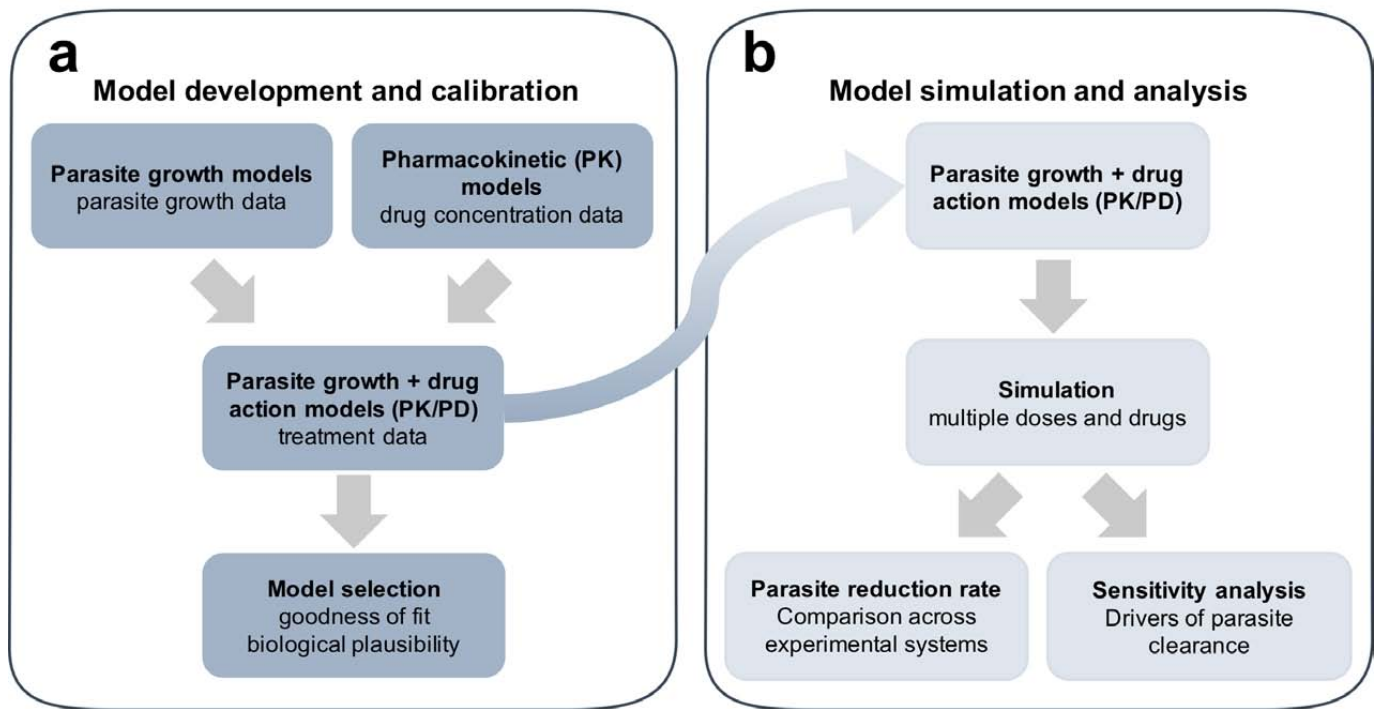 a
Model development and calibration
Parasite growth models
parasite growth data
Pharmacokinetic (PK)
models
drug concentration data
Parasite growth + drug
action models (PK/PD)
treatment data
Model selection
goodness of fit
biological plausibility
b
Model simulation and analysis
Parasite growth + drug
action models (PK/PD)
Simulation
multiple doses and drugs
Parasite reduction rate
Comparison across
experimental systems
Sensitivity analysis
Drivers of parasite
clearance